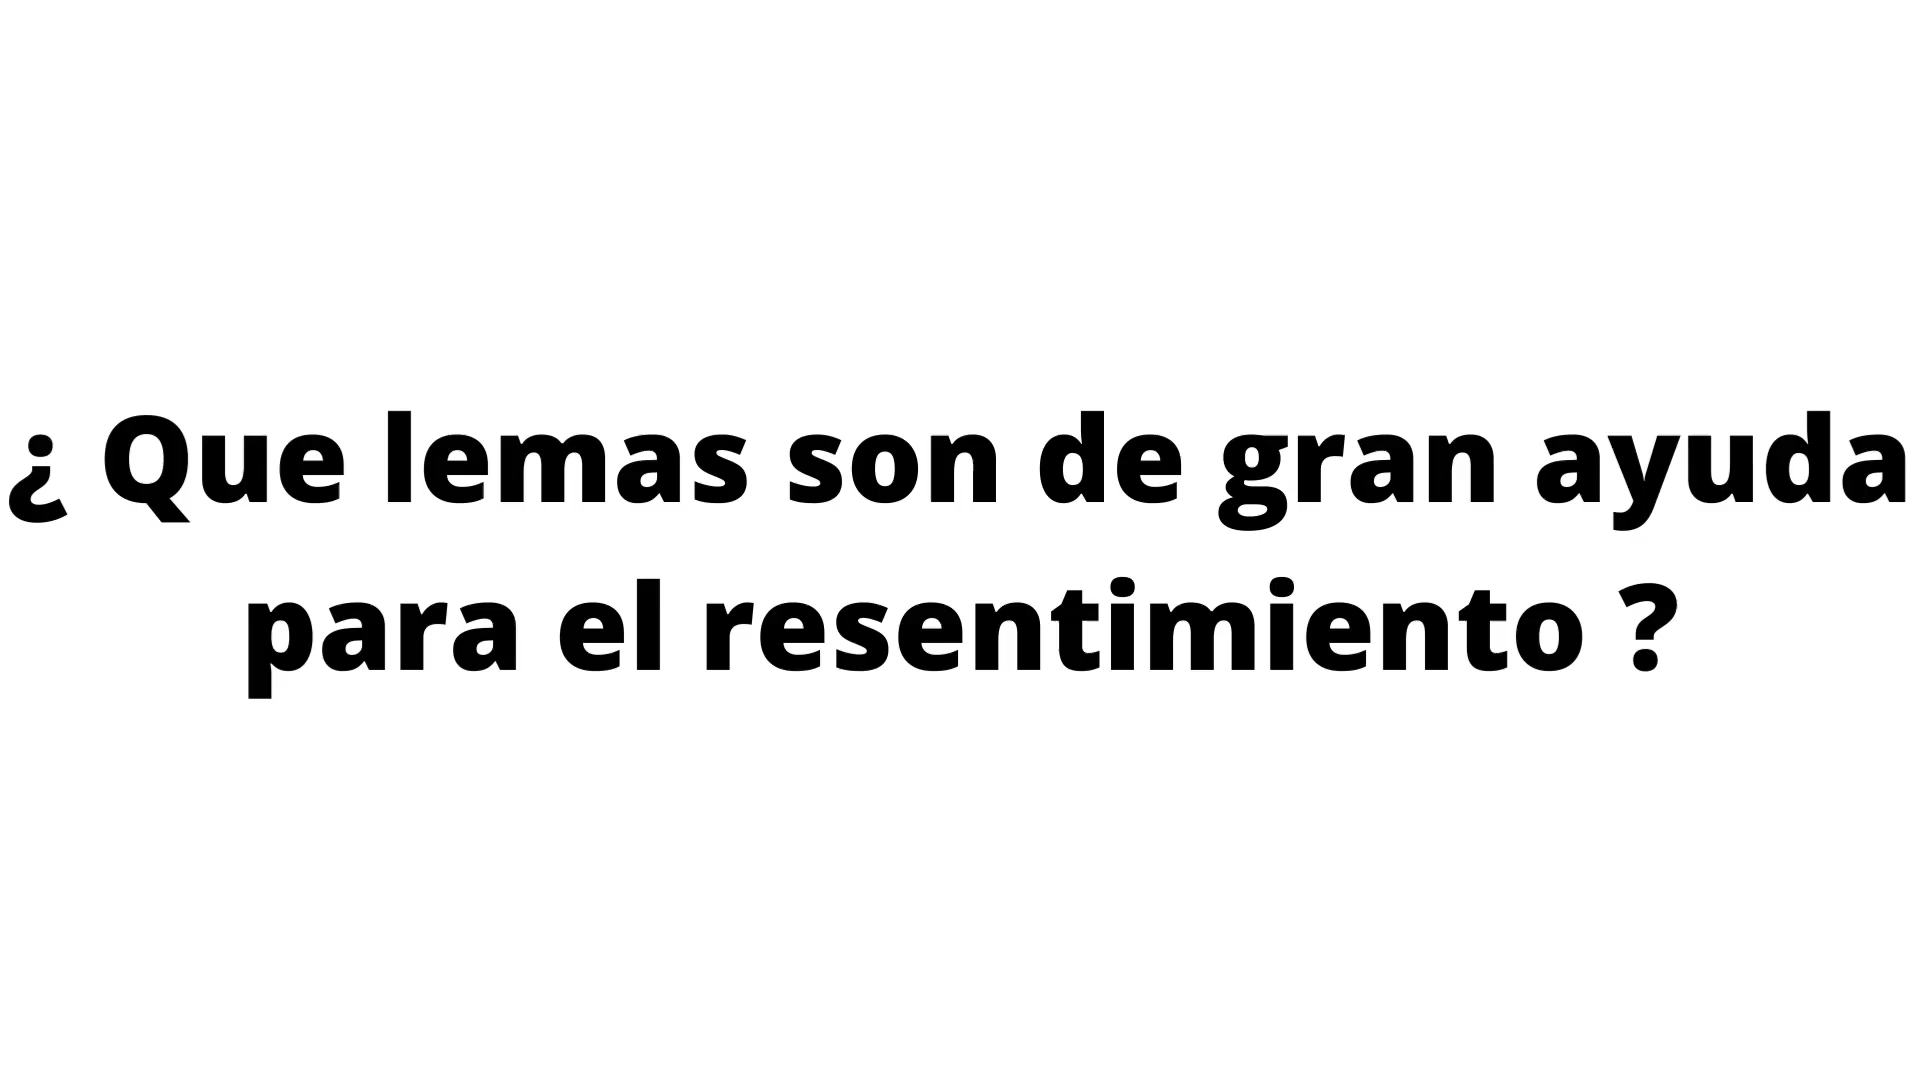 ¿ Que lemas son de gran ayuda
para el resentimiento ?